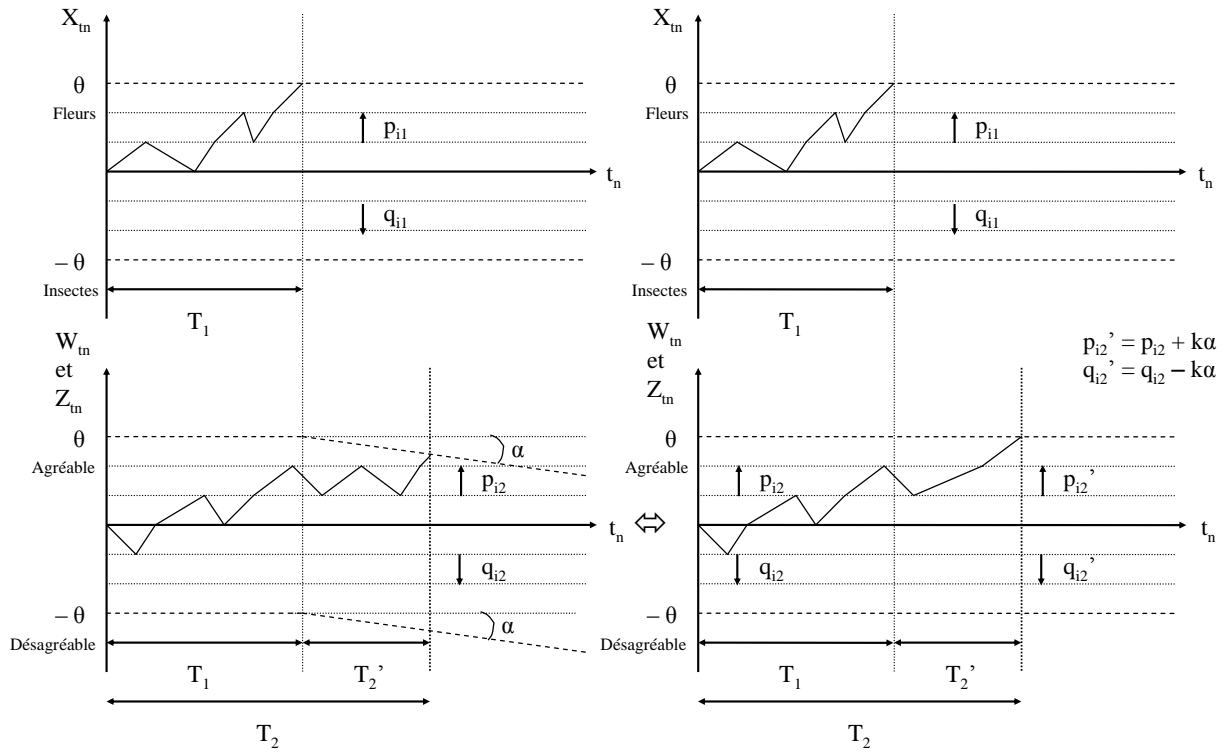 X_tn
θ
Fleurs
p_i1
t_n
q_i1
– θ
Insectes
T_1
X_tn
θ
Fleurs
p_i1
t_n
q_i1
– θ
Insectes
T_1
W_tn
et
Z_tn
θ
Agréable
α
p_i2
t_n
q_i2
– θ
Désagréable
α
T_1
T_2’
T_2
⇔
W_tn
et
Z_tn
p_i2’ = p_i2 + kα
q_i2’ = q_i2 – kα
θ
Agréable
p_i2
p_i2’
t_n
q_i2
q_i2’
– θ
Désagréable
T_1
T_2’
T_2